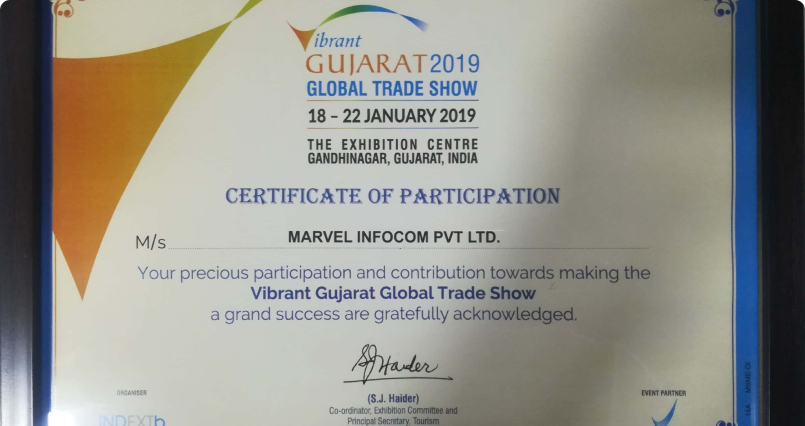 Vibrant
GUJARAT 2019
GLOBAL TRADE SHOW
18 – 22 JANUARY 2019
THE EXHIBITION CENTRE
GANDHINAGAR, GUJARAT, INDIA
CERTIFICATE OF PARTICIPATION
M/s MARVEL INFOCOM PVT LTD.
Your precious participation and contribution towards making the
Vibrant Gujarat Global Trade Show
a grand success are gratefully acknowledged.
SJHaider
(S.J. Haider)
Co-ordinator, Exhibition Committee and
Principal Secretary, Tourism
ORGANISER
INDEXTb
EVENT PARTNER